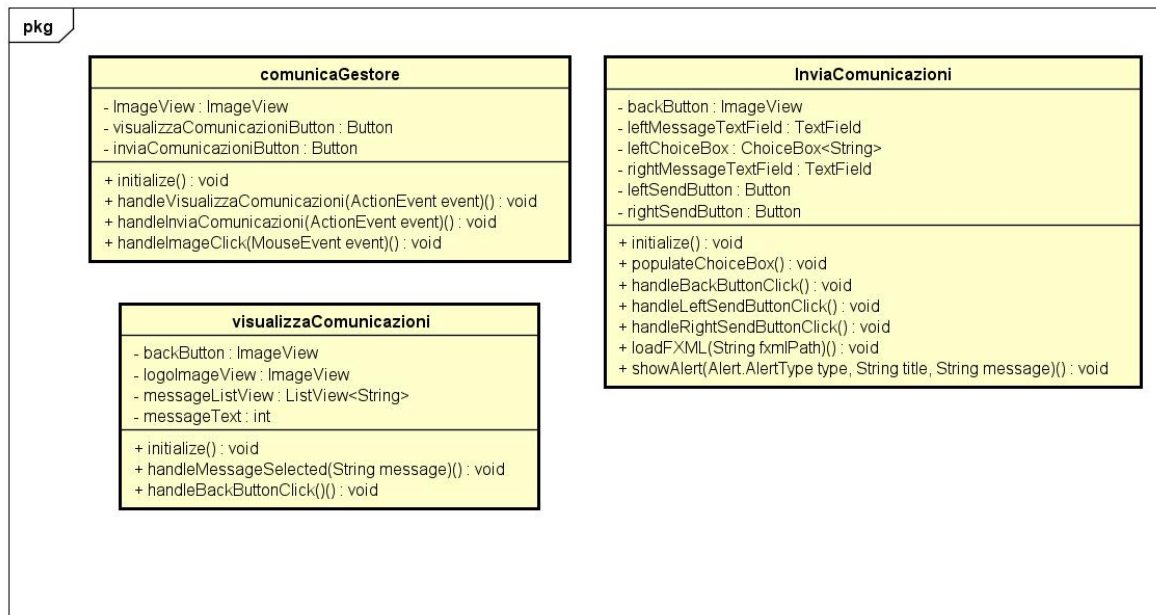 pkg
comunicaGestore
- ImageView : ImageView
- visualizzaComunicazioniButton : Button
- inviaComunicazioniButton : Button
+ initialize() : void
+ handleVisualizzaComunicazioni(ActionEvent event)() : void
+ handleInviaComunicazioni(ActionEvent event)() : void
+ handleImageClick(MouseEvent event)() : void
InviaComunicazioni
- backButton : ImageView
- leftMessageTextField : TextField
- leftChoiceBox : ChoiceBox<String>
- rightMessageTextField : TextField
- leftSendButton : Button
- rightSendButton : Button
+ initialize() : void
+ populateChoiceBox() : void
+ handleBackButtonClick() : void
+ handleLeftSendButtonClick() : void
+ handleRightSendButtonClick() : void
+ loadFXML(String fxmlPath)() : void
+ showAlert(Alert.AlertType type, String title, String message)() : void
visualizzaComunicazioni
- backButton : ImageView
- logoImageView : ImageView
- messageListView : ListView<String>
- messageText : int
+ initialize() : void
+ handleMessageSelected(String message)() : void
+ handleBackButtonClick()() : void